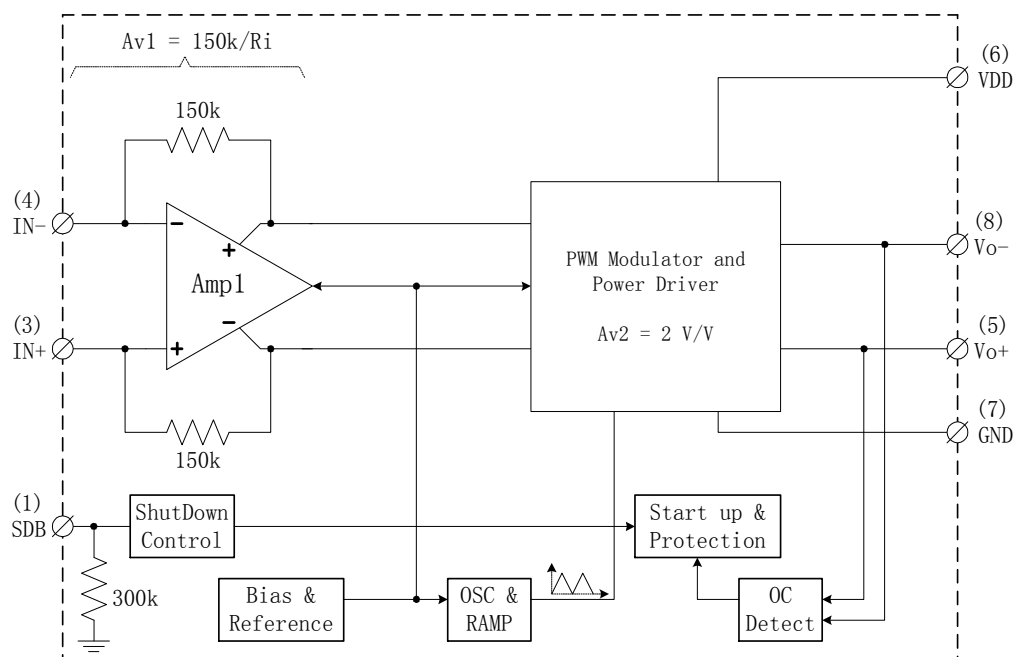 Av1 = 150k/Ri
150k
(6)
VDD
(4)
IN-
-
+
Amp1
-
+
(3)
IN+
150k
PWM Modulator and
Power Driver
Av2 = 2 V/V
(8)
Vo-
(5)
Vo+
(7)
GND
(1)
SDB
ShutDown
Control
300k
Start up &
Protection
Bias &
Reference
OSC &
RAMP
OC
Detect